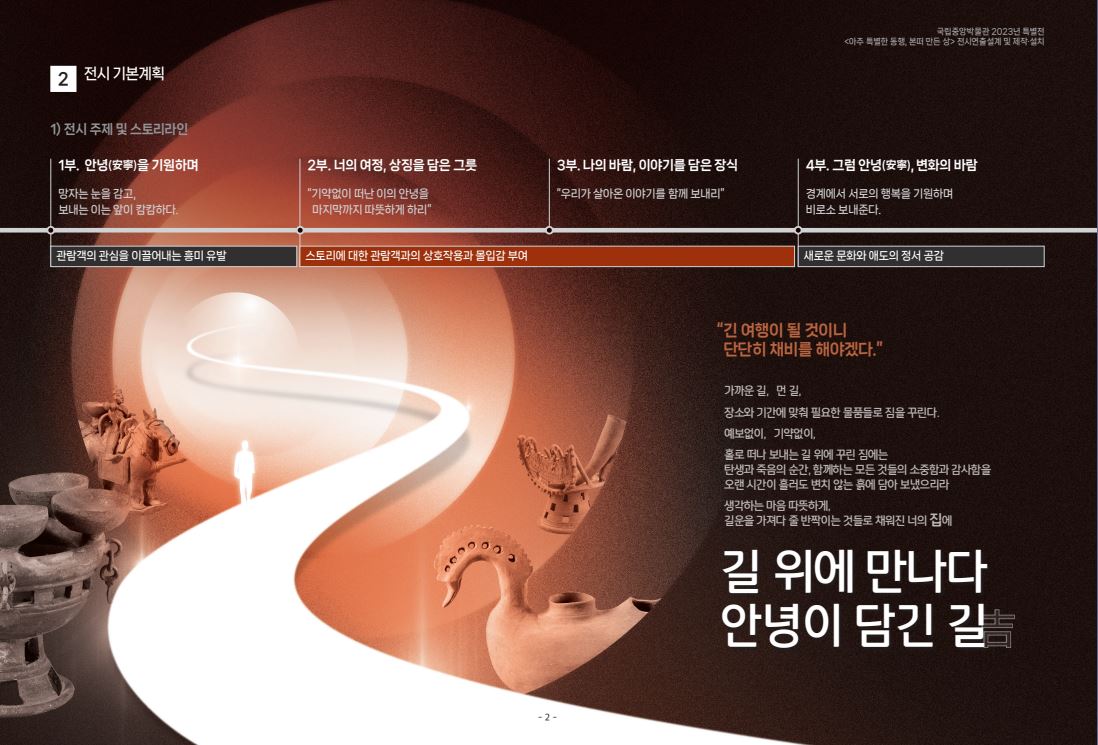 국립중앙박물관 2023년 특별전
<아주 특별한 동행, 본떠 만든 상> 전시연출설계 및 제작·설치
2 전시 기본계획
1) 전시 주제 및 스토리라인
1부. 안녕(安寧)을 기원하며
망자는 눈을 감고,
보내는 이는 앞이 캄캄하다.
2부. 너의 여정, 상징을 담은 그릇
"기약없이 떠난 이의 안녕을
마지막까지 따뜻하게 하리"
3부. 나의 바람, 이야기를 담은 장식
"우리가 살아온 이야기를 함께 보내리"
4부. 그럼 안녕(安寧), 변화의 바람
경계에서 서로의 행복을 기원하며
비로소 보내준다.
관람객의 관심을 이끌어내는 흥미 유발
스토리에 대한 관람객과의 상호작용과 몰입감 부여
새로운 문화와 애도의 정서 공감
"긴 여행이 될 것이니
단단히 채비를 해야겠다."
가까운 길, 먼 길,
장소와 기간에 맞춰 필요한 물품들로 짐을 꾸린다.
예보없이, 기약없이,
홀로 떠나 보내는 길 위에 꾸린 짐에는
탄생과 죽음의 순간, 함께하는 모든 것들의 소중함과 감사함을
오랜 시간이 흘러도 변치 않는 흙에 담아 보냈으리라
생각하는 마음 따뜻하게,
길운을 가져다 줄 반짝이는 것들로 채워진 너의 집에
길 위에 만나다
안녕이 담긴 길吉
- 2 -